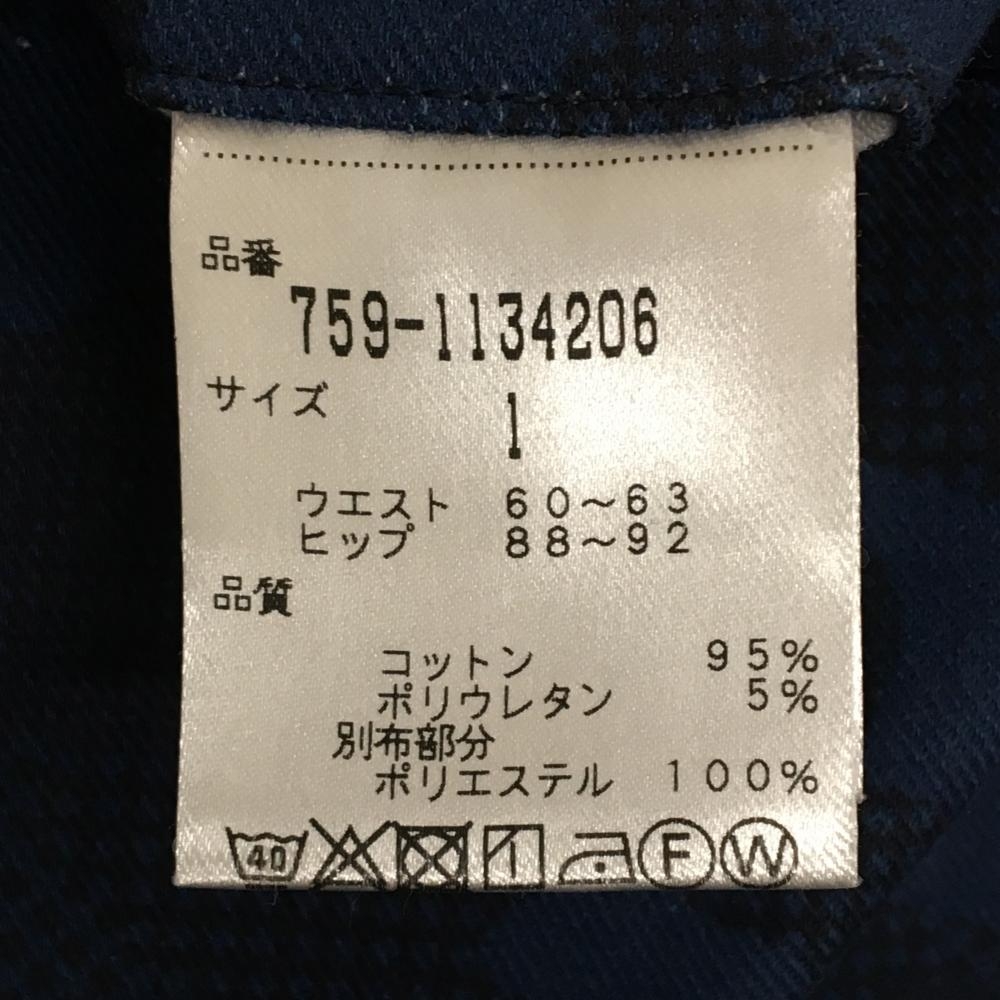 品番
759-1134206
サイズ
1
ウエスト 60~63
ヒップ 88~92
品質
コットン 95%
ポリウレタン 5%
別布部分
ポリエステル 100%
40 F W